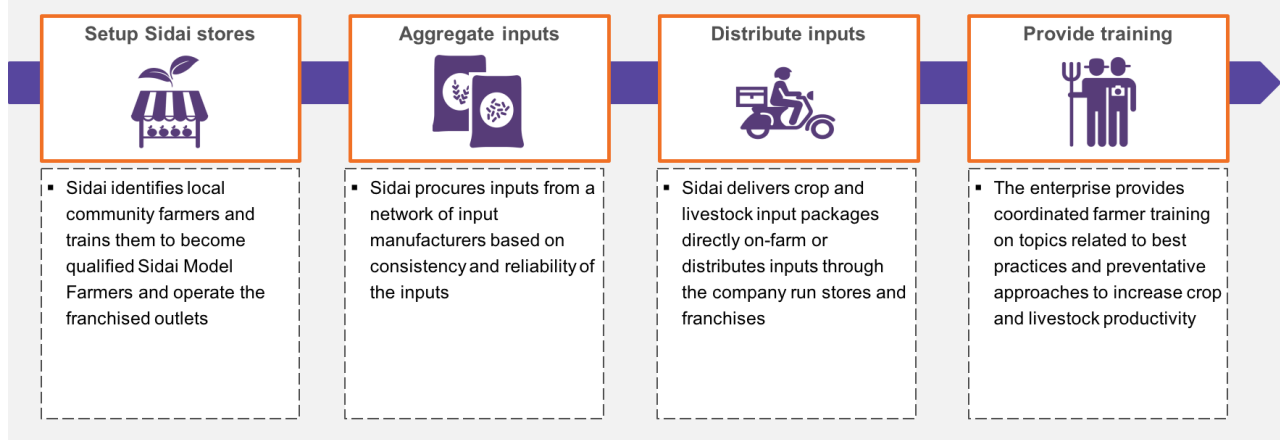 Setup Sidai stores
▪ Sidai identifies local
community farmers and
trains them to become
qualified Sidai Model
Farmers and operate the
franchised outlets
Aggregate inputs
▪ Sidai procures inputs from a
network of input
manufacturers based on
consistency and reliability of
the inputs
Distribute inputs
▪ Sidai delivers crop and
livestock input packages
directly on-farm or
distributes inputs through
the company run stores and
franchises
Provide training
▪ The enterprise provides
coordinated farmer training
on topics related to best
practices and preventative
approaches to increase crop
and livestock productivity